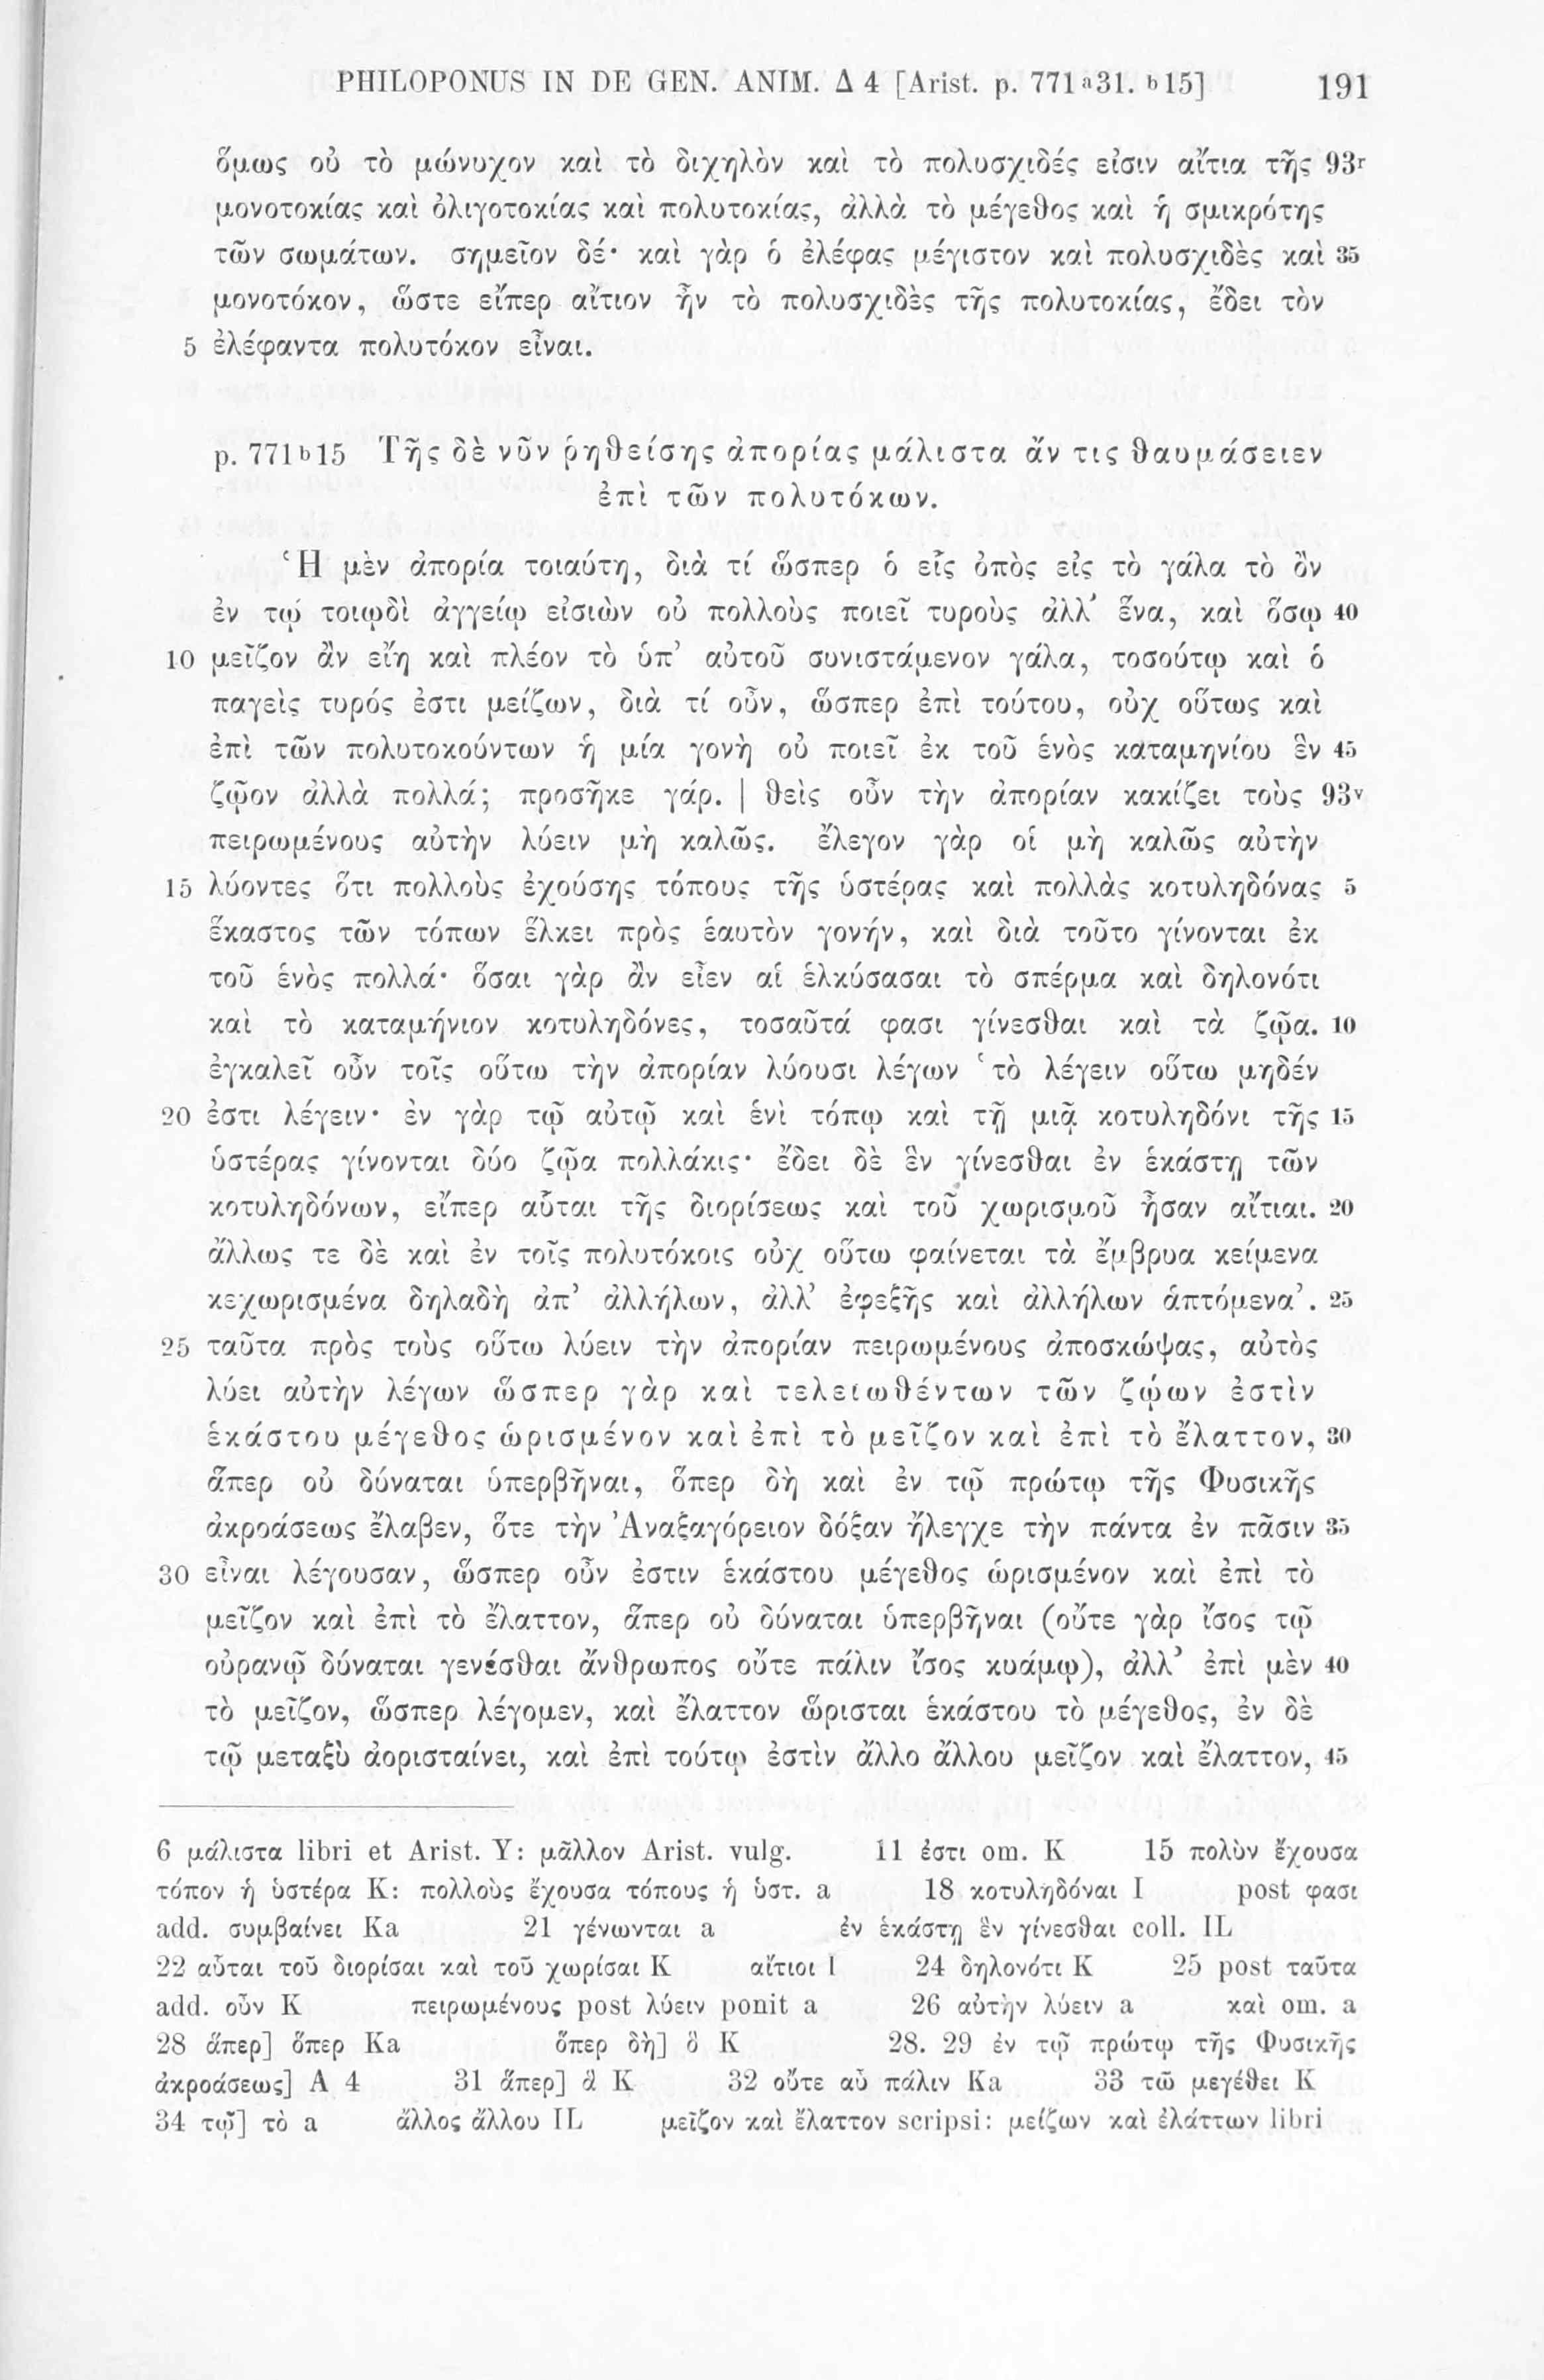 PHILOPONUS IN DE GEN. ANIM. Δ 4 [Arist. p. 771a31. b15] 191
ὅμως οὐ τὸ μώνυχον καὶ τὸ διχηλὸν καὶ τὸ πολυσχιδές εἰσιν αἴτια τῆς 93r
μονοτοκίας καὶ ὀλιγοτοκίας καὶ πολυτοκίας, ἀλλὰ τὸ μέγεθος καὶ ἡ σμικρότης
τῶν σωμάτων. σημεῖον δέ· καὶ γὰρ ὁ ἐλέφας μέγιστον καὶ πολυσχιδὲς καὶ 35
μονοτόκον, ὥστε εἴπερ αἴτιον ἦν τὸ πολυσχιδὲς τῆς πολυτοκίας, ἔδει τὸν
5 ἐλέφαντα πολυτόκον εἶναι.
p. 771b15 Τῆς δὲ νῦν ῥηθείσης ἀπορίας μάλιστα ἄν τις θαυμάσειεν
ἐπὶ τῶν πολυτόκων.
Ἡ μὲν ἀπορία τοιαύτη, διὰ τί ὥσπερ ὁ εἷς ὀπὸς εἰς τὸ γάλα τὸ ὂν
ἐν τῳ τοιῳδὶ ἀγγείῳ εἰσιὼν οὐ πολλοὺς ποιεῖ τυροὺς ἀλλ’ ἕνα, καὶ ὅσῳ 40
10 μεῖζον ἂν εἴη καὶ πλέον τὸ ὑπ’ αὐτοῦ συνιστάμενον γάλα, τοσούτῳ καὶ ὁ
παγεὶς τυρός ἐστι μείζων, διὰ τί οὖν, ὥσπερ ἐπὶ τούτου, οὐχ οὕτως καὶ
ἐπὶ τῶν πολυτοκούντων ἡ μία γονὴ οὐ ποιεῖ ἐκ τοῦ ἑνὸς καταμηνίου ἓν 45
ζῷον ἀλλὰ πολλά; προσῆκε γάρ. | θεὶς οὖν τὴν ἀπορίαν κακίζει τοὺς 93v
πειρωμένους αὐτὴν λύειν μὴ καλῶς. ἔλεγον γὰρ οἱ μὴ καλῶς αὐτὴν
15 λύοντες ὅτι πολλοὺς ἐχούσης τόπους τῆς ὑστέρας καὶ πολλὰς κοτυληδόνας 5
ἕκαστος τῶν τόπων ἕλκει πρὸς ἑαυτὸν γονήν, καὶ διὰ τοῦτο γίνονται ἐκ
τοῦ ἑνὸς πολλά· ὅσαι γὰρ ἂν εἶεν αἱ ἑλκύσασαι τὸ σπέρμα καὶ δηλονότι
καὶ τὸ καταμήνιον κοτυληδόνες, τοσαῦτά φασι γίνεσθαι καὶ τὰ ζῷα. 10
ἐγκαλεῖ οὖν τοῖς οὕτω τὴν ἀπορίαν λύουσι λέγων ‘τὸ λέγειν οὕτω μηδέν
20 ἐστι λέγειν· ἐν γὰρ τῷ αὐτῷ καὶ ἑνὶ τόπῳ καὶ τῇ μιᾷ κοτυληδόνι τῆς 15
ὑστέρας γίνονται δύο ζῷα πολλάκις· ἔδει δὲ ἓν γίνεσθαι ἐν ἑκάστῃ τῶν
κοτυληδόνων, εἴπερ αὗται τῆς διορίσεως καὶ τοῦ χωρισμοῦ ἦσαν αἴτιαι. 20
ἄλλως τε δὲ καὶ ἐν τοῖς πολυτόκοις οὐχ οὕτω φαίνεται τὰ ἔμβρυα κείμενα
κεχωρισμένα δηλαδὴ ἀπ’ ἀλλήλων, ἀλλ’ ἐφεξῆς καὶ ἀλλήλων ἁπτόμενα’. 25
25 ταῦτα πρὸς τοὺς οὕτω λύειν τὴν ἀπορίαν πειρωμένους ἀποσκώψας, αὐτὸς
λύει αὐτὴν λέγων ὥσπερ γὰρ καὶ τελειωθέντων τῶν ζῴων ἐστὶν
ἑκάστου μέγεθος ὡρισμένον καὶ ἐπὶ τὸ μεῖζον καὶ ἐπὶ τὸ ἔλαττον, 30
ἅπερ οὐ δύναται ὑπερβῆναι, ὅπερ δὴ καὶ ἐν τῷ πρώτῳ τῆς Φυσικῆς
ἀκροάσεως ἔλαβεν, ὅτε τὴν Ἀναξαγόρειον δόξαν ἤλεγχε τὴν πάντα ἐν πᾶσιν 35
30 εἶναι λέγουσαν, ὥσπερ οὖν ἐστιν ἑκάστου μέγεθος ὡρισμένον καὶ ἐπὶ τὸ
μεῖζον καὶ ἐπὶ τὸ ἔλαττον, ἅπερ οὐ δύναται ὑπερβῆναι (οὔτε γὰρ ἴσος τῷ
οὐρανῷ δύναται γενέσθαι ἄνθρωπος οὔτε πάλιν ἴσος κυάμῳ), ἀλλ’ ἐπὶ μὲν 40
τὸ μεῖζον, ὥσπερ λέγομεν, καὶ ἔλαττον ὥρισται ἑκάστου τὸ μέγεθος, ἐν δὲ
τῷ μεταξὺ ἀορισταίνει, καὶ ἐπὶ τούτῳ ἐστὶν ἄλλο ἄλλου μεῖζον καὶ ἔλαττον, 45
6 μάλιστα libri et Arist. Y: μᾶλλον Arist. vulg. 11 ἐστι om. K 15 πολὺν ἔχουσα
τόπον ἡ ὑστέρα K: πολλοὺς ἔχουσα τόπους ἡ ὑστ. a 18 κοτυληδόναι I post φασι
add. συμβαίνει Ka 21 γένωνται a ἐν ἑκάστῃ ἓν γίνεσθαι coll. IL
22 αὗται τοῦ διορίσαι καὶ τοῦ χωρίσαι K αἴτιοι I 24 δηλονότι K 25 post ταῦτα
add. οὖν K πειρωμένους post λύειν ponit a 26 αὐτὴν λύειν a καὶ om. a
28 ἅπερ] ὅπερ Ka ὅπερ δὴ] ὃ K 28. 29 ἐν τῷ πρώτῳ τῆς Φυσικῆς
ἀκροάσεως] A 4 31 ἅπερ] ἃ K 32 οὔτε αὖ πάλιν Ka 33 τῶ μεγέθει K
34 τῷ] τὸ a ἄλλος ἄλλου IL μεῖζον καὶ ἔλαττον scripsi: μείζων καὶ ἐλάττων libri